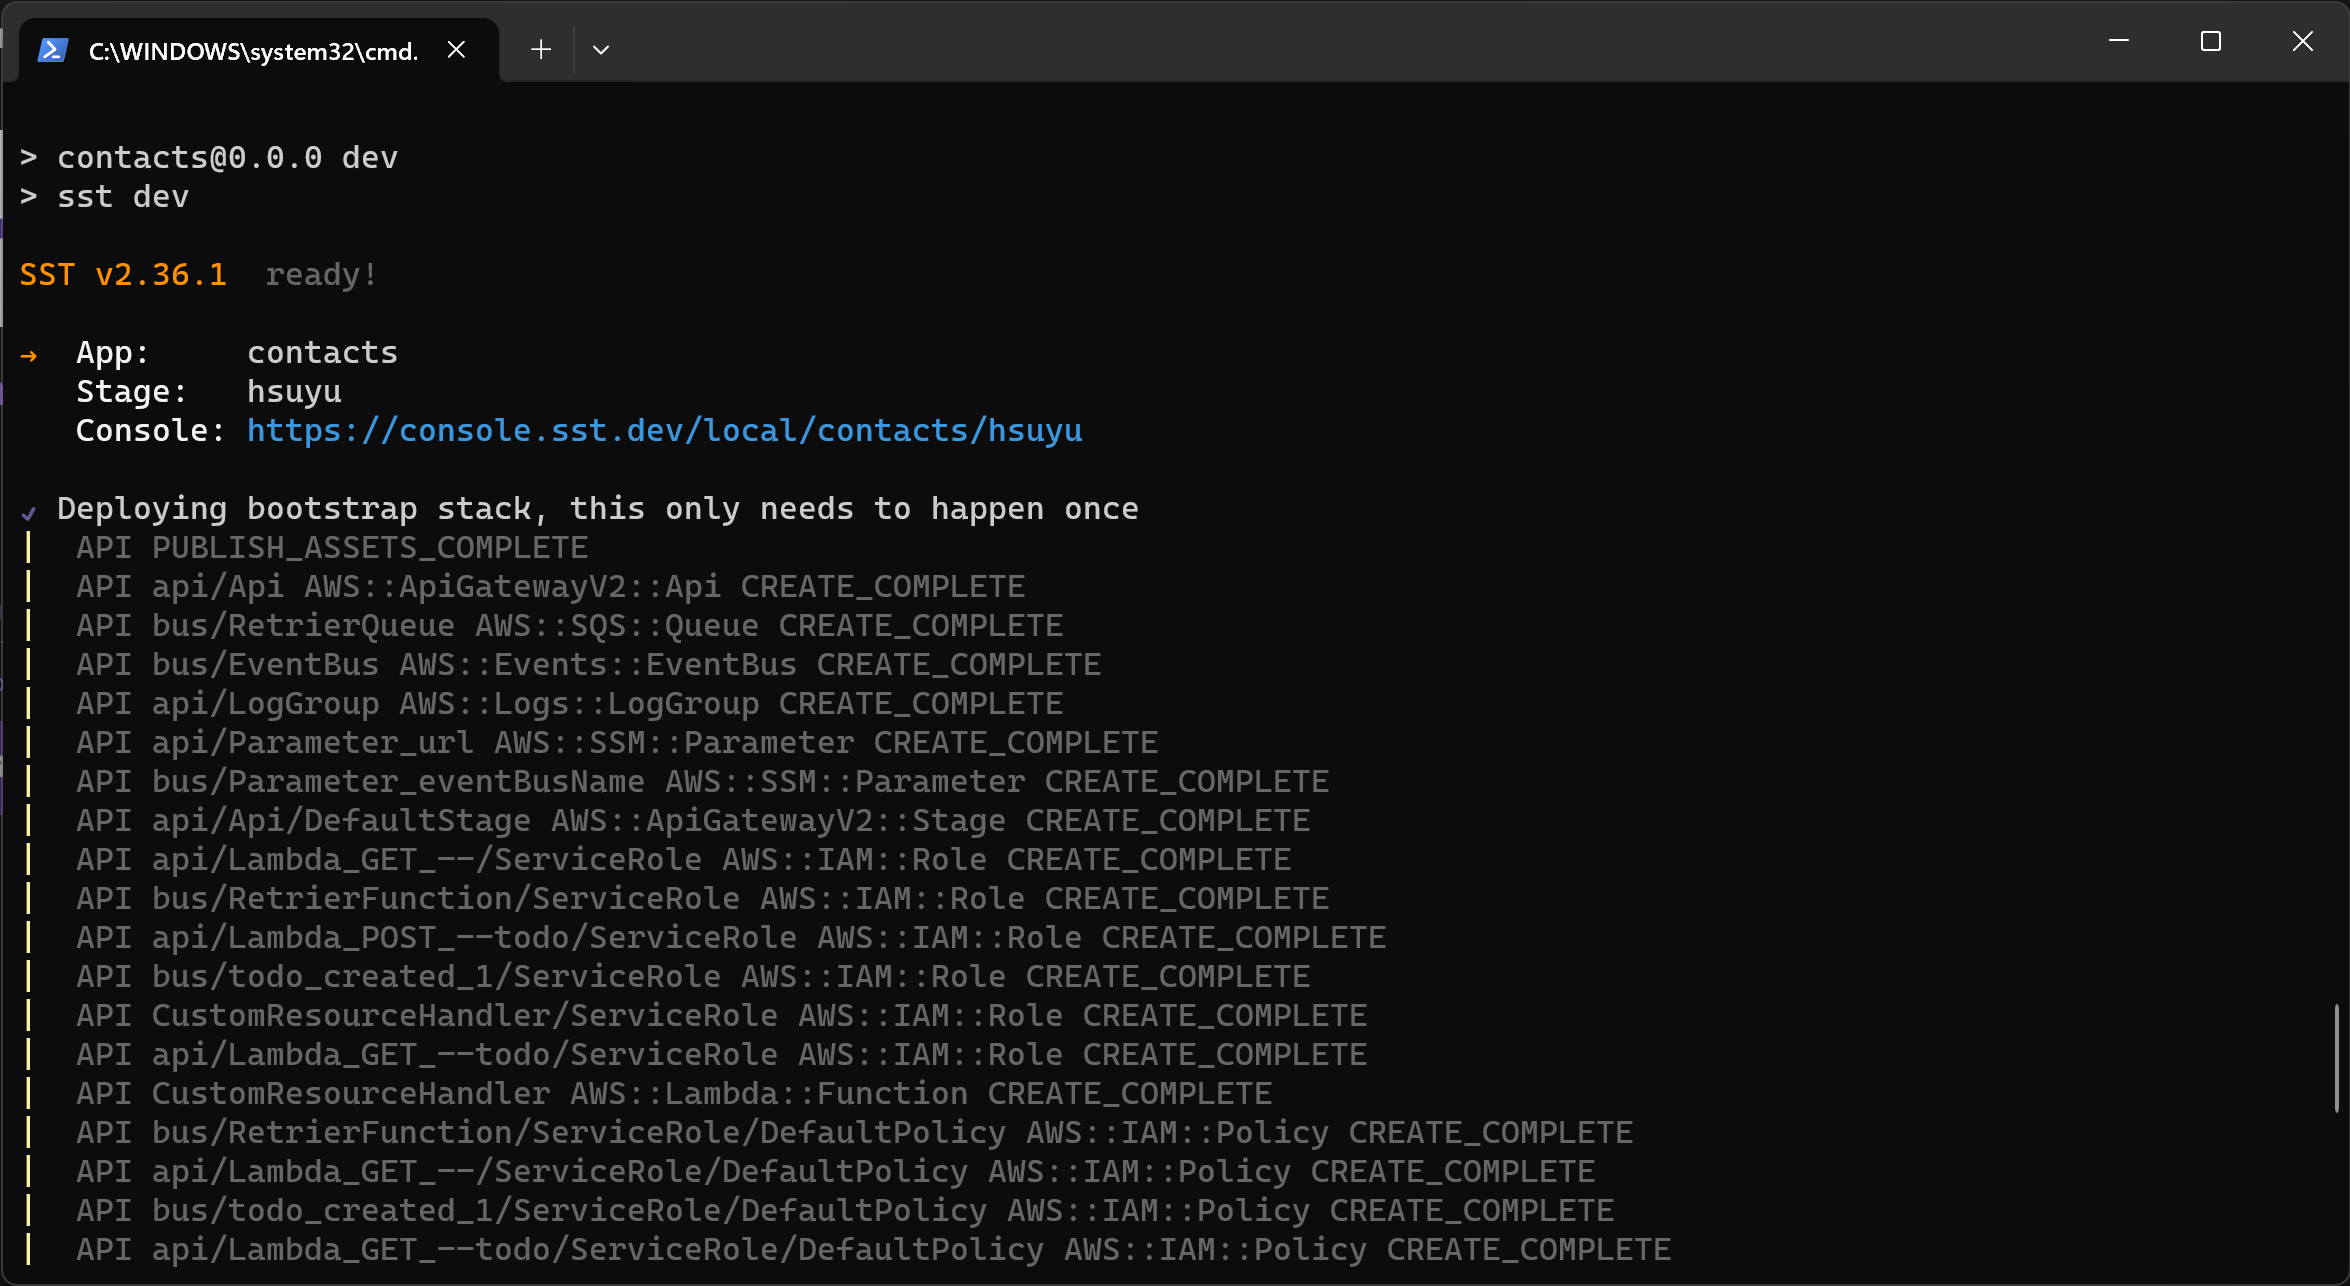 C:\WINDOWS\system32\cmd.
> contacts@0.0.0 dev
> sst dev
SST v2.36.1  ready!
➜  App:     contacts
   Stage:   hsuyu
   Console: https://console.sst.dev/local/contacts/hsuyu
✔ Deploying bootstrap stack, this only needs to happen once
|  API PUBLISH_ASSETS_COMPLETE
|  API api/Api AWS::ApiGatewayV2::Api CREATE_COMPLETE
|  API bus/RetrierQueue AWS::SQS::Queue CREATE_COMPLETE
|  API bus/EventBus AWS::Events::EventBus CREATE_COMPLETE
|  API api/LogGroup AWS::Logs::LogGroup CREATE_COMPLETE
|  API api/Parameter_url AWS::SSM::Parameter CREATE_COMPLETE
|  API bus/Parameter_eventBusName AWS::SSM::Parameter CREATE_COMPLETE
|  API api/Api/DefaultStage AWS::ApiGatewayV2::Stage CREATE_COMPLETE
|  API api/Lambda_GET_--/ServiceRole AWS::IAM::Role CREATE_COMPLETE
|  API bus/RetrierFunction/ServiceRole AWS::IAM::Role CREATE_COMPLETE
|  API api/Lambda_POST_--todo/ServiceRole AWS::IAM::Role CREATE_COMPLETE
|  API bus/todo_created_1/ServiceRole AWS::IAM::Role CREATE_COMPLETE
|  API CustomResourceHandler/ServiceRole AWS::IAM::Role CREATE_COMPLETE
|  API api/Lambda_GET_--todo/ServiceRole AWS::IAM::Role CREATE_COMPLETE
|  API CustomResourceHandler AWS::Lambda::Function CREATE_COMPLETE
|  API bus/RetrierFunction/ServiceRole/DefaultPolicy AWS::IAM::Policy CREATE_COMPLETE
|  API api/Lambda_GET_--/ServiceRole/DefaultPolicy AWS::IAM::Policy CREATE_COMPLETE
|  API bus/todo_created_1/ServiceRole/DefaultPolicy AWS::IAM::Policy CREATE_COMPLETE
|  API api/Lambda_GET_--todo/ServiceRole/DefaultPolicy AWS::IAM::Policy CREATE_COMPLETE